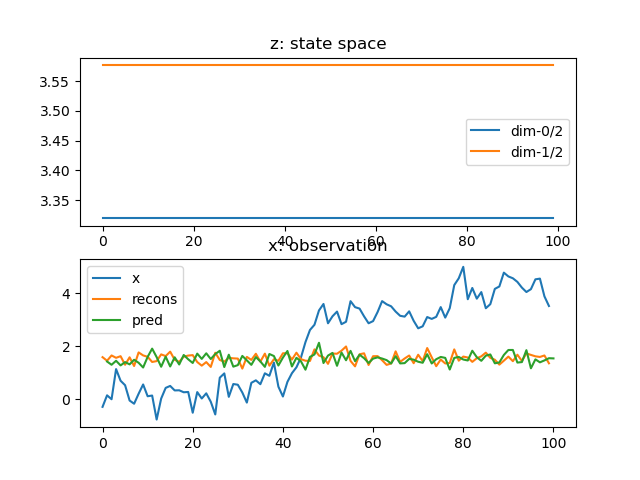 z: state space
3.55
3.50
3.45
3.40
3.35
dim-0/2
dim-1/2
0 20 40 60 80 100
x: observation
4
2
0
x
recons
pred
0 20 40 60 80 100